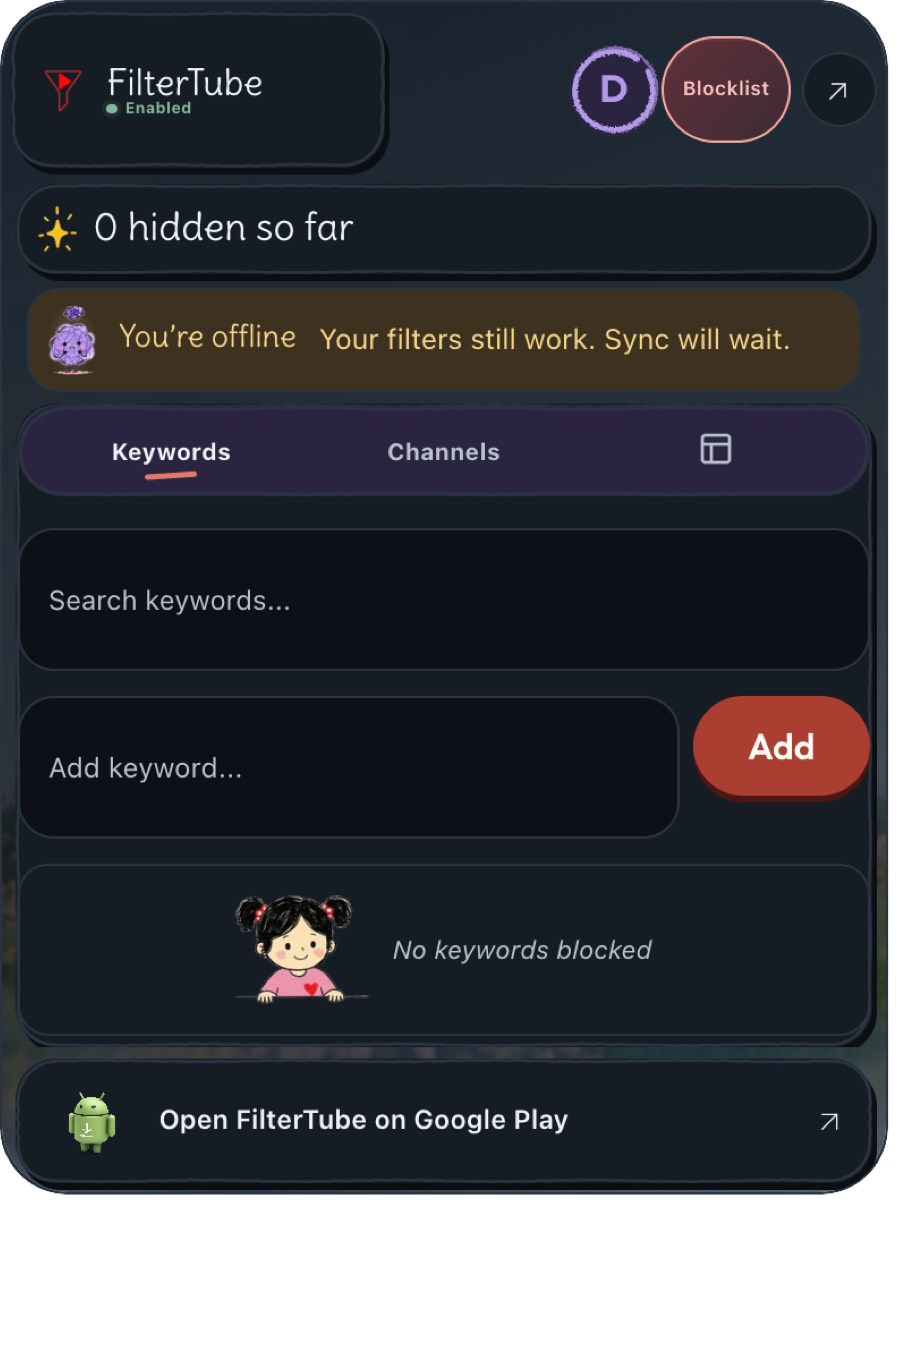 FilterTube
Enabled
D
Blocklist
0 hidden so far
You’re offline Your filters still work. Sync will wait.
Keywords Channels
Search keywords...
Add keyword...
Add
No keywords blocked
Open FilterTube on Google Play